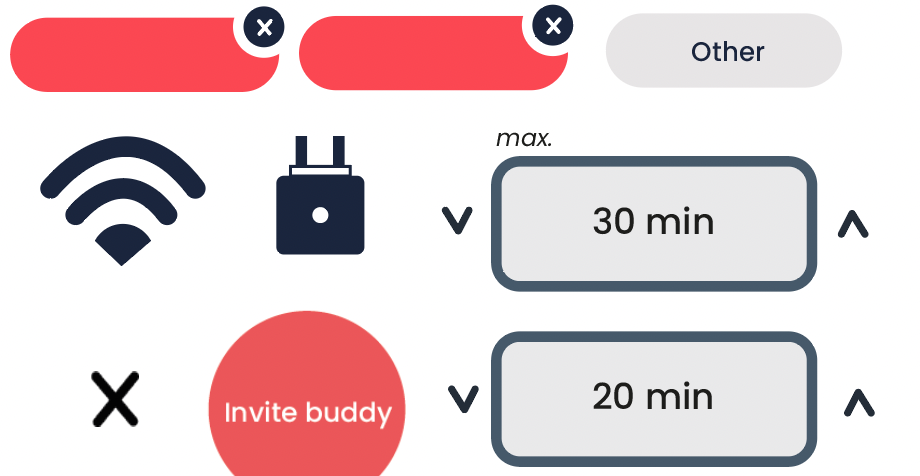 Other
max.
30 min
Invite buddy
20 min